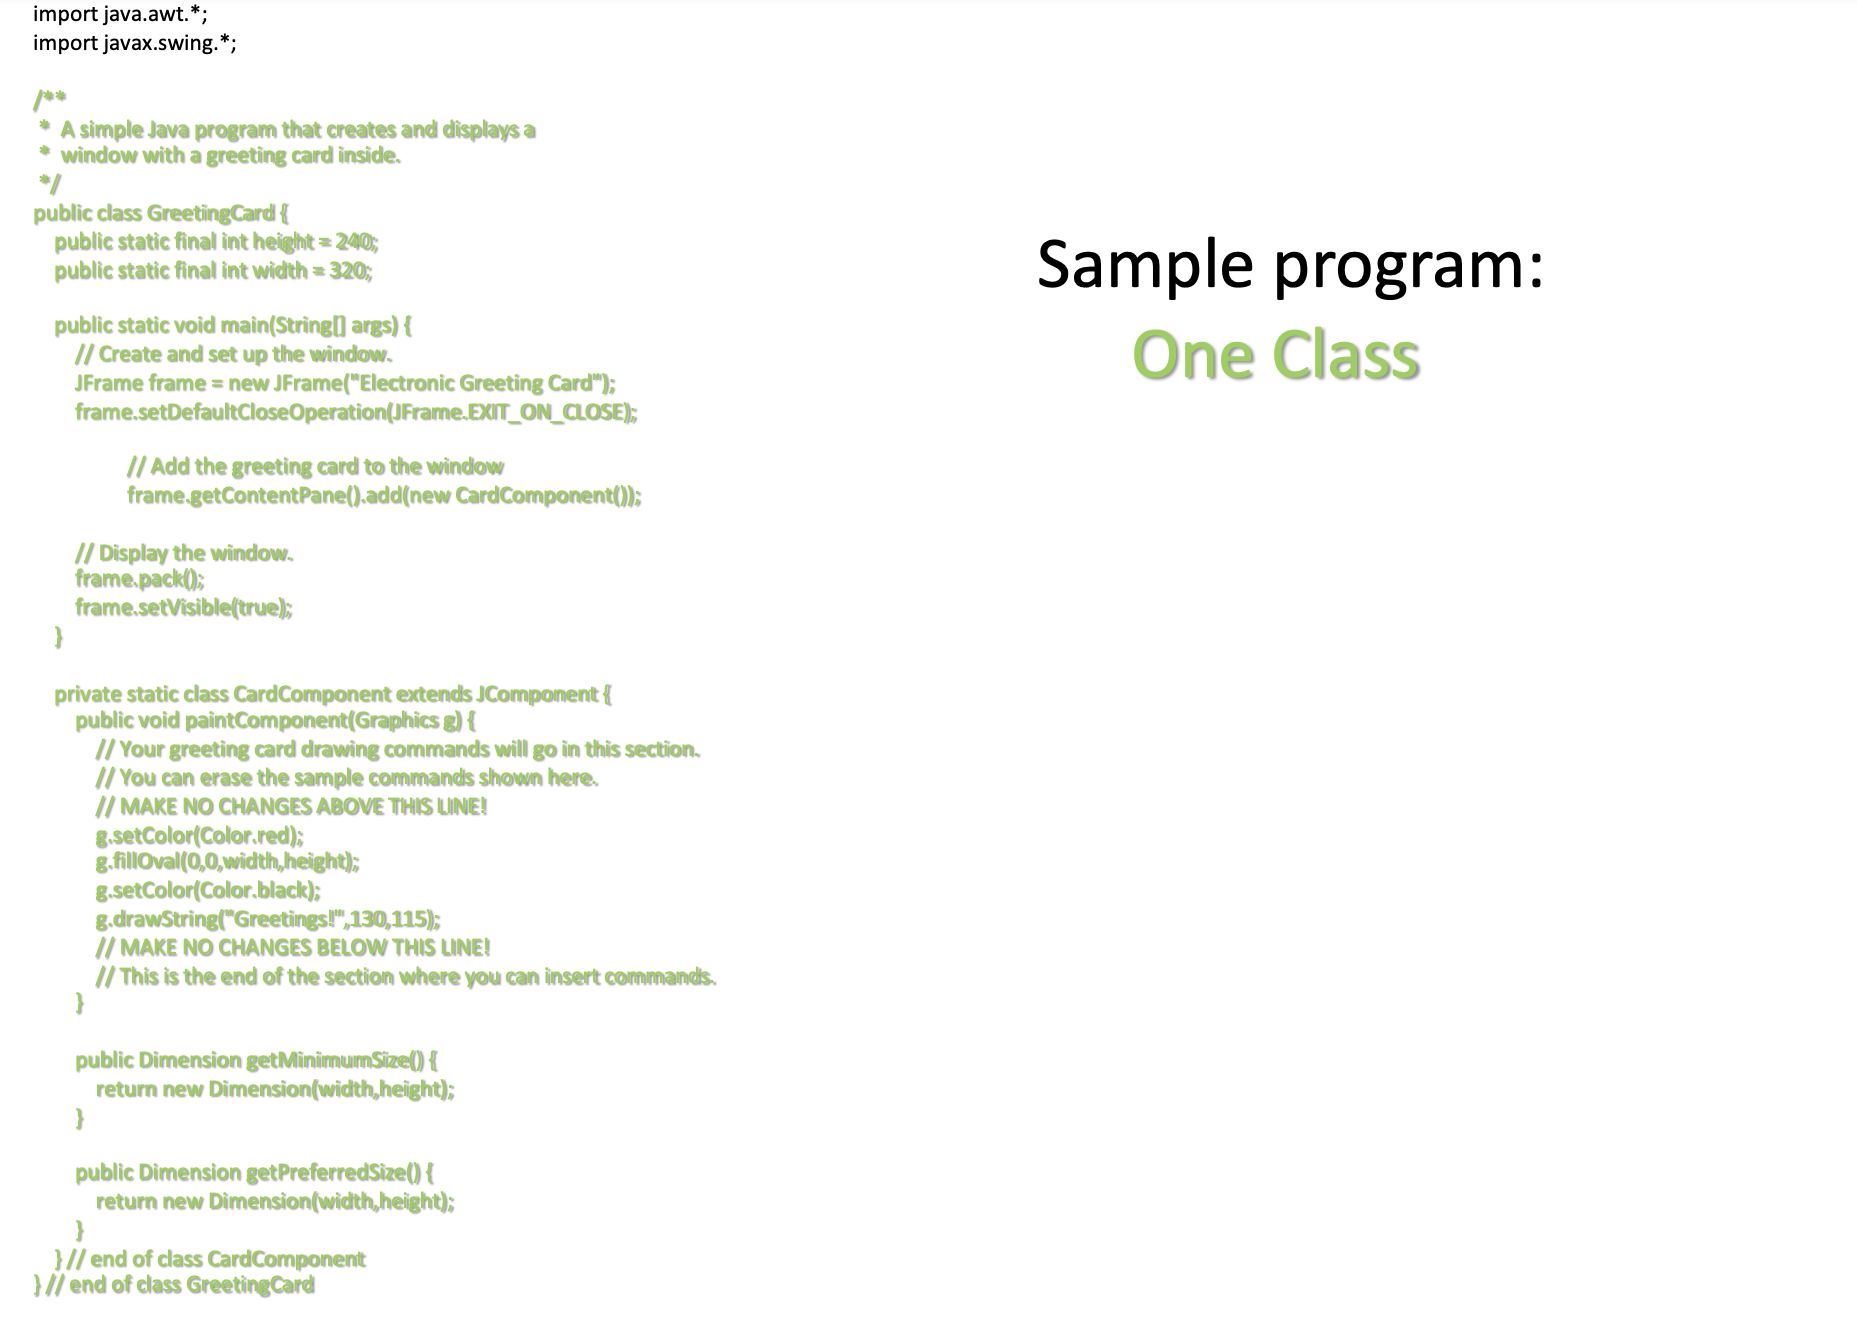 import java.awt.*;
import javax.swing.*;
/**
* A simple Java program that creates and displays a
* window with a greeting card inside.
*/
public class GreetingCard {
public static final int height = 240;
public static final int width = 320;
public static void main(String[] args) {
// Create and set up the window.
JFrame frame = new JFrame("Electronic Greeting Card");
frame.setDefaultCloseOperation(JFrame.EXIT_ON_CLOSE);
// Add the greeting card to the window
frame.getContentPane().add(new CardComponent());
// Display the window.
frame.pack();
frame.setVisible(true);
}
private static class CardComponent extends JComponent {
public void paintComponent(Graphics g) {
// Your greeting card drawing commands will go in this section.
// You can erase the sample commands shown here.
// MAKE NO CHANGES ABOVE THIS LINE!
g.setColor(Color.red);
g.fillOval(0,0,width,height);
g.setColor(Color.black);
g.drawString("Greetings!",130,115);
// MAKE NO CHANGES BELOW THIS LINE!
// This is the end of the section where you can insert commands.
}
public Dimension getMinimumSize() {
return new Dimension(width,height);
}
public Dimension getPreferredSize() {
return new Dimension(width,height);
}
} // end of class CardComponent
} // end of class GreetingCard
Sample program:
One Class